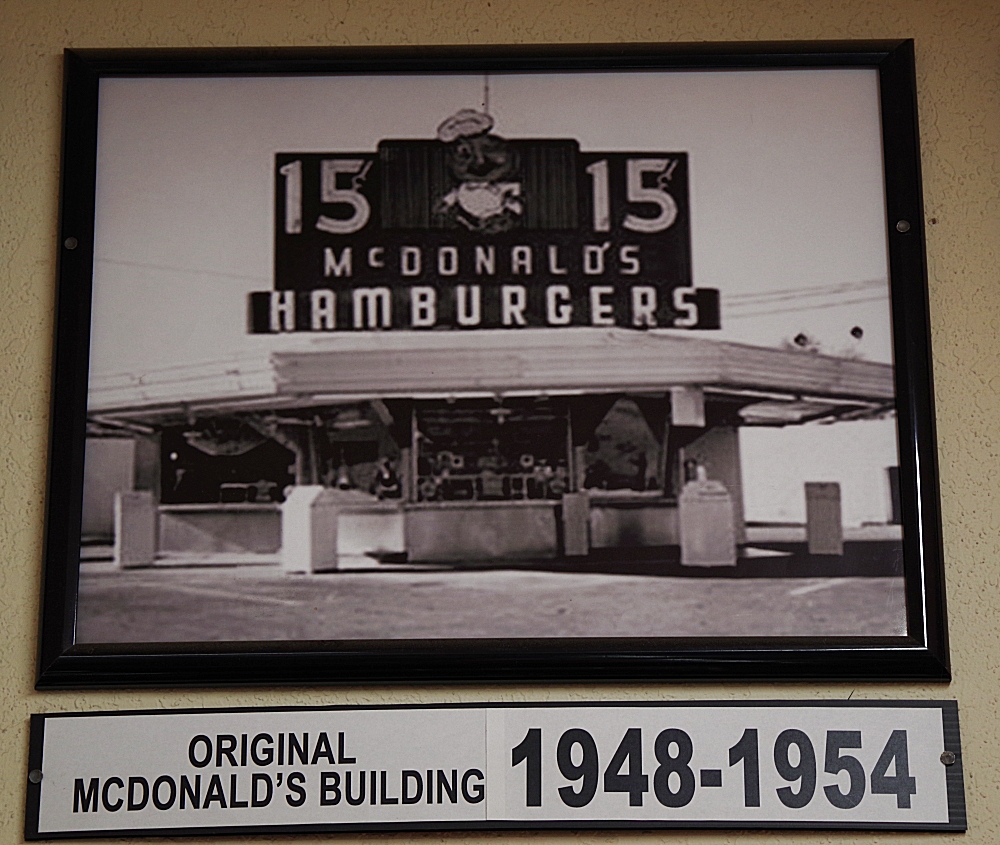 15¢ 15¢
McDONALD'S
HAMBURGERS
ORIGINAL
MCDONALD'S BUILDING
1948-1954